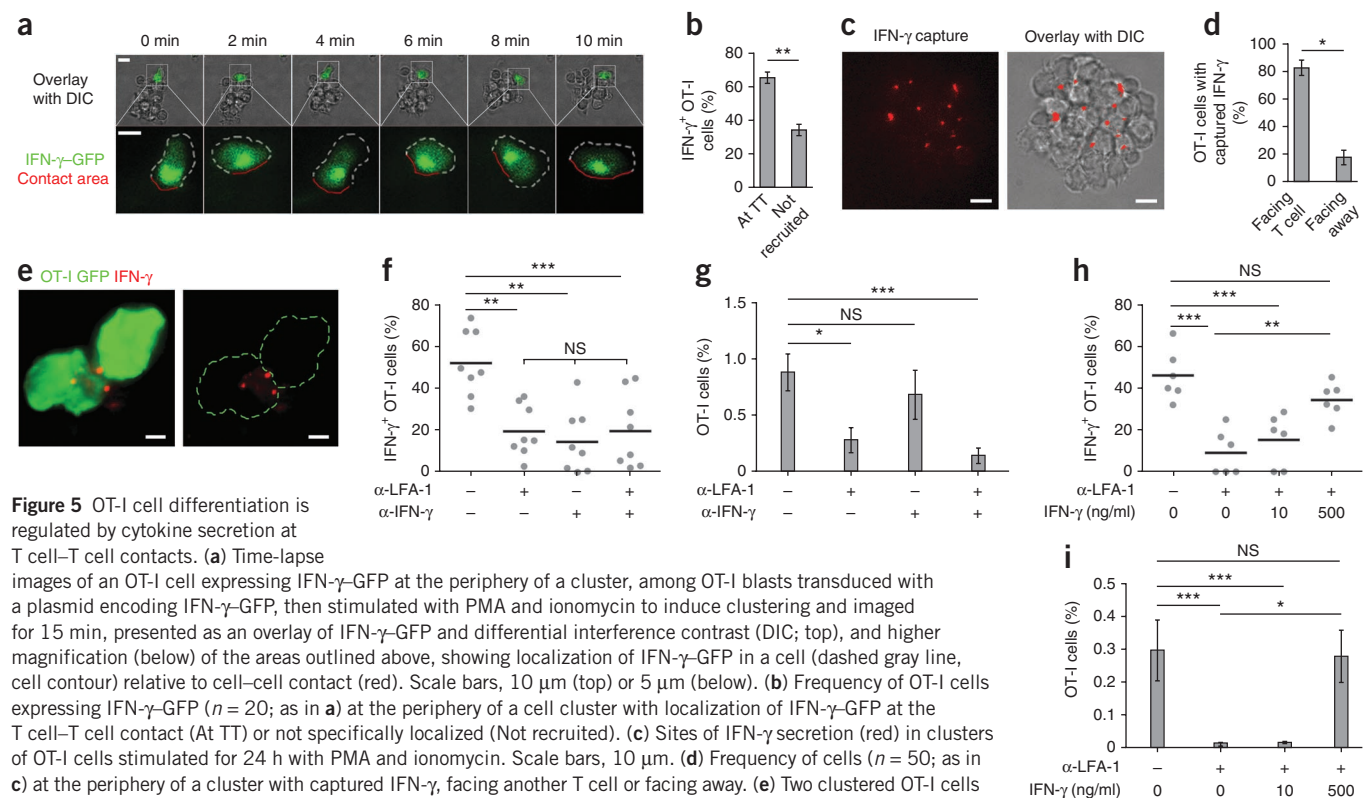 a
0 min 2 min 4 min 6 min 8 min 10 min
Overlay
with DIC
IFN-γ–GFP
Contact area
b
IFN-γ+ OT-I
cells (%)
80
60
40
20
0
**
At TT
Not
recruited
c
IFN-γ capture Overlay with DIC
d
OT-I cells with
captured IFN-γ
(%)
100
80
60
40
20
0
*
Facing
T cell
Facing
away
e OT-I GFP IFN-γ
f
IFN-γ+ OT-I cells (%)
80
60
40
20
0
***
**
**
NS
α-LFA-1 – + – +
α-IFN-γ – – + +
g
OT-I cells (%)
1.5
1.0
0.5
0
***
NS
*
α-LFA-1 – + – +
α-IFN-γ – – + +
h
IFN-γ+ OT-I cells (%)
80
60
40
20
0
NS
***
*** **
α-LFA-1 – + + +
IFN-γ (ng/ml) 0 0 10 500
i
OT-I cells (%)
0.5
0.4
0.3
0.2
0.1
0
NS
***
*** *
α-LFA-1 – + + +
IFN-γ (ng/ml) 0 0 10 500
Figure 5 OT-I cell differentiation is
regulated by cytokine secretion at
T cell–T cell contacts. (a) Time-lapse
images of an OT-I cell expressing IFN-γ–GFP at the periphery of a cluster, among OT-I blasts transduced with
a plasmid encoding IFN-γ–GFP, then stimulated with PMA and ionomycin to induce clustering and imaged
for 15 min, presented as an overlay of IFN-γ–GFP and differential interference contrast (DIC; top), and higher
magnification (below) of the areas outlined above, showing localization of IFN-γ–GFP in a cell (dashed gray line,
cell contour) relative to cell–cell contact (red). Scale bars, 10 μm (top) or 5 μm (below). (b) Frequency of OT-I cells
expressing IFN-γ–GFP (n = 20; as in a) at the periphery of a cell cluster with localization of IFN-γ–GFP at the
T cell–T cell contact (At TT) or not specifically localized (Not recruited). (c) Sites of IFN-γ secretion (red) in clusters
of OT-I cells stimulated for 24 h with PMA and ionomycin. Scale bars, 10 μm. (d) Frequency of cells (n = 50; as in
c) at the periphery of a cluster with captured IFN-γ, facing another T cell or facing away. (e) Two clustered OT-I cells